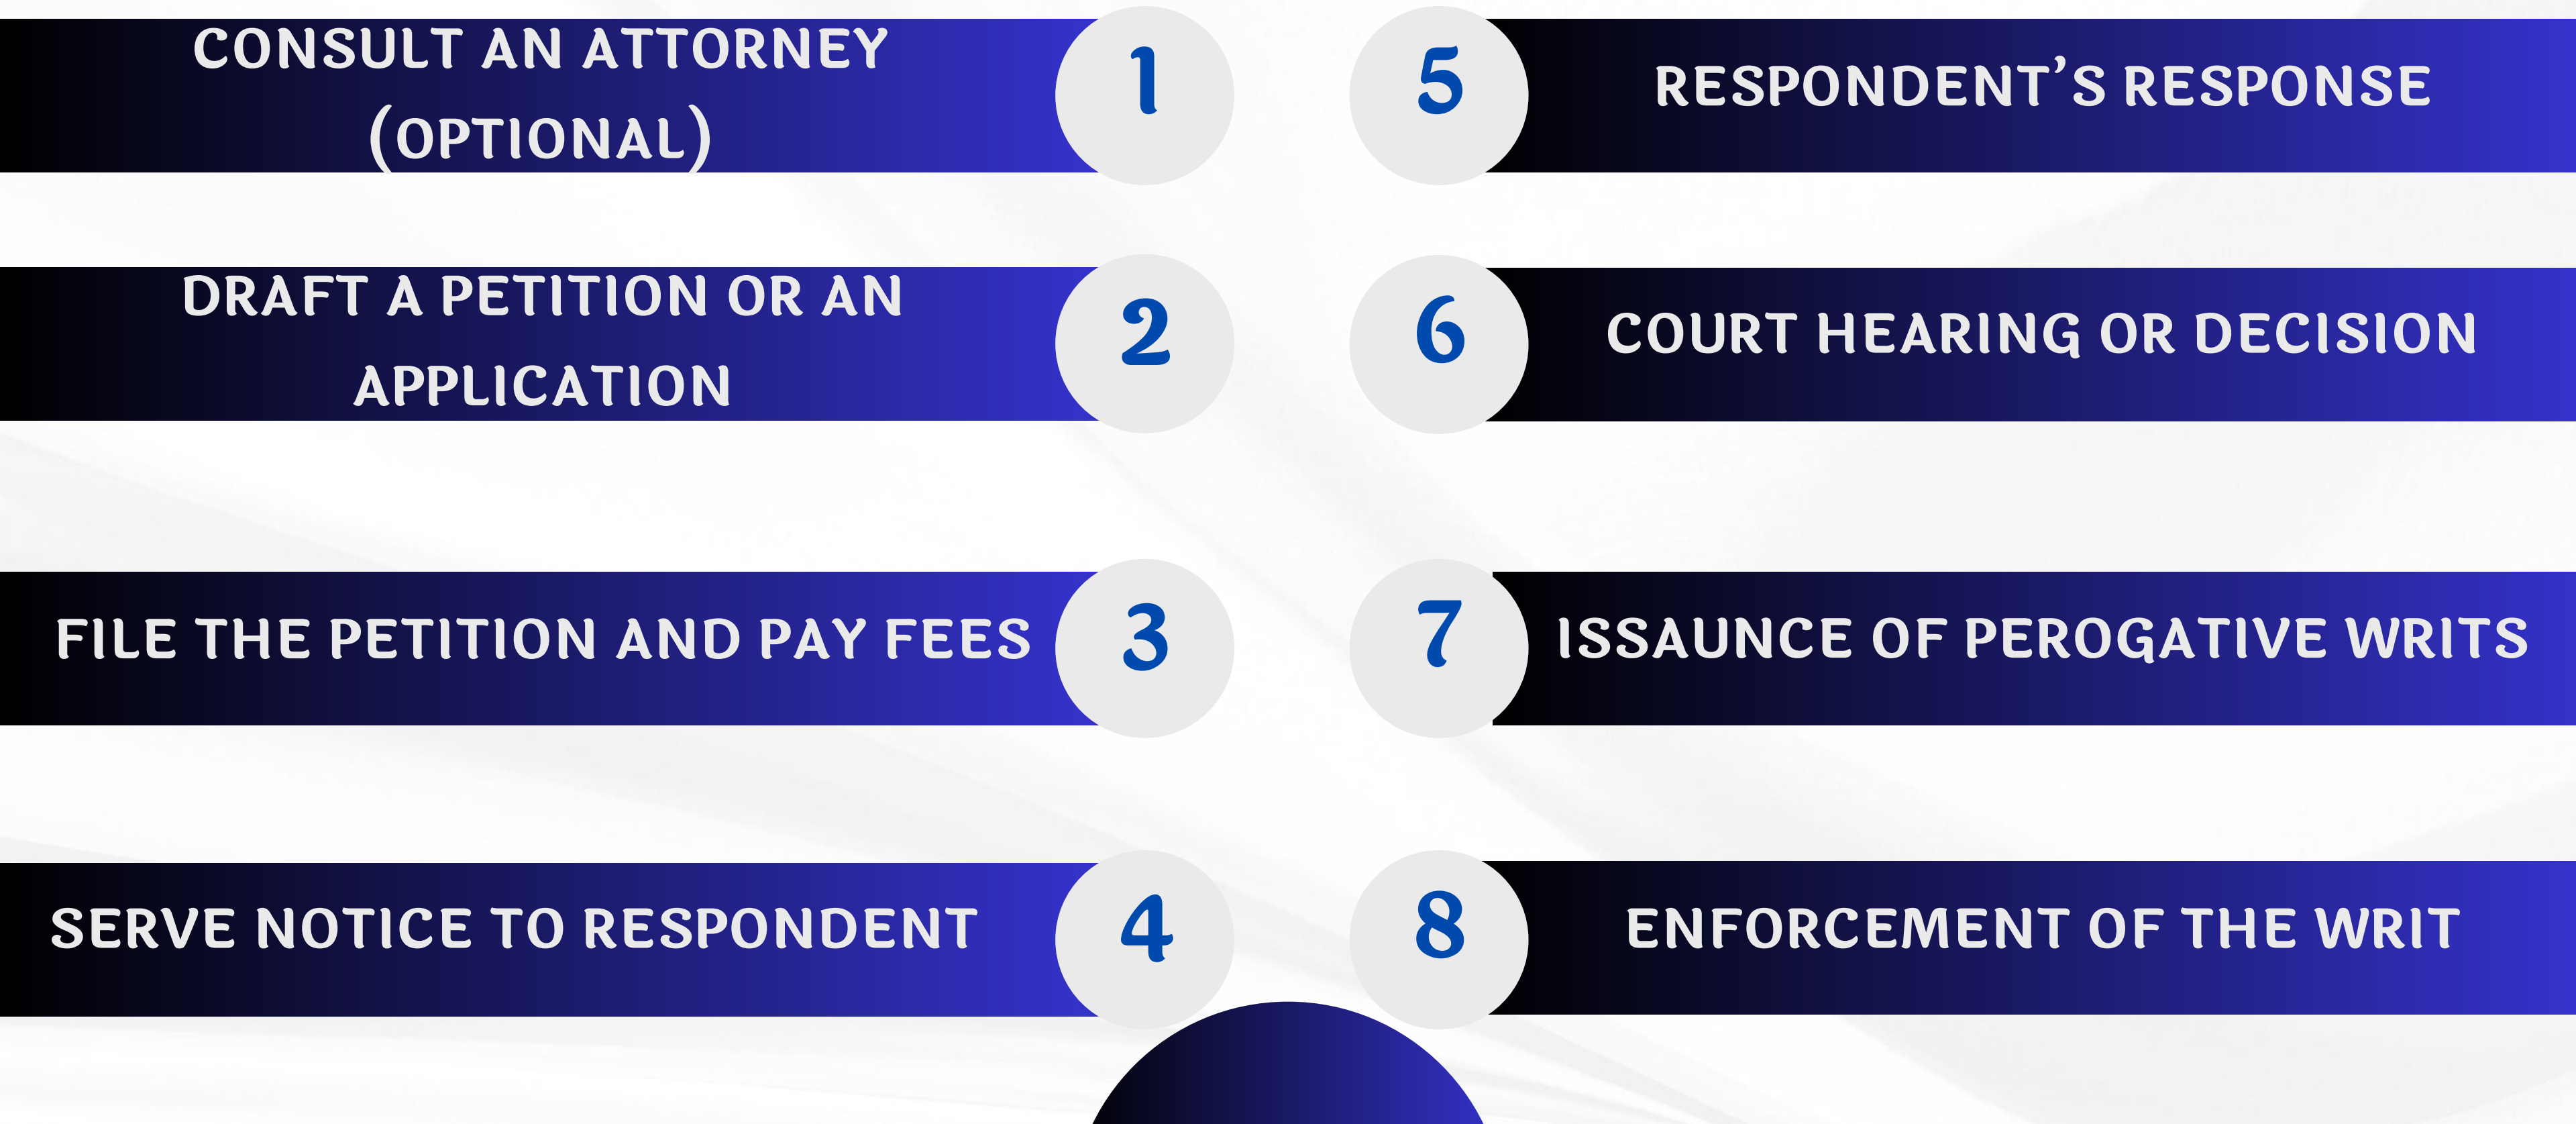 CONSULT AN ATTORNEY
(OPTIONAL)
1
DRAFT A PETITION OR AN
APPLICATION
2
FILE THE PETITION AND PAY FEES
3
SERVE NOTICE TO RESPONDENT
4
5
RESPONDENT’S RESPONSE
6
COURT HEARING OR DECISION
7
ISSAUNCE OF PEROGATIVE WRITS
8
ENFORCEMENT OF THE WRIT